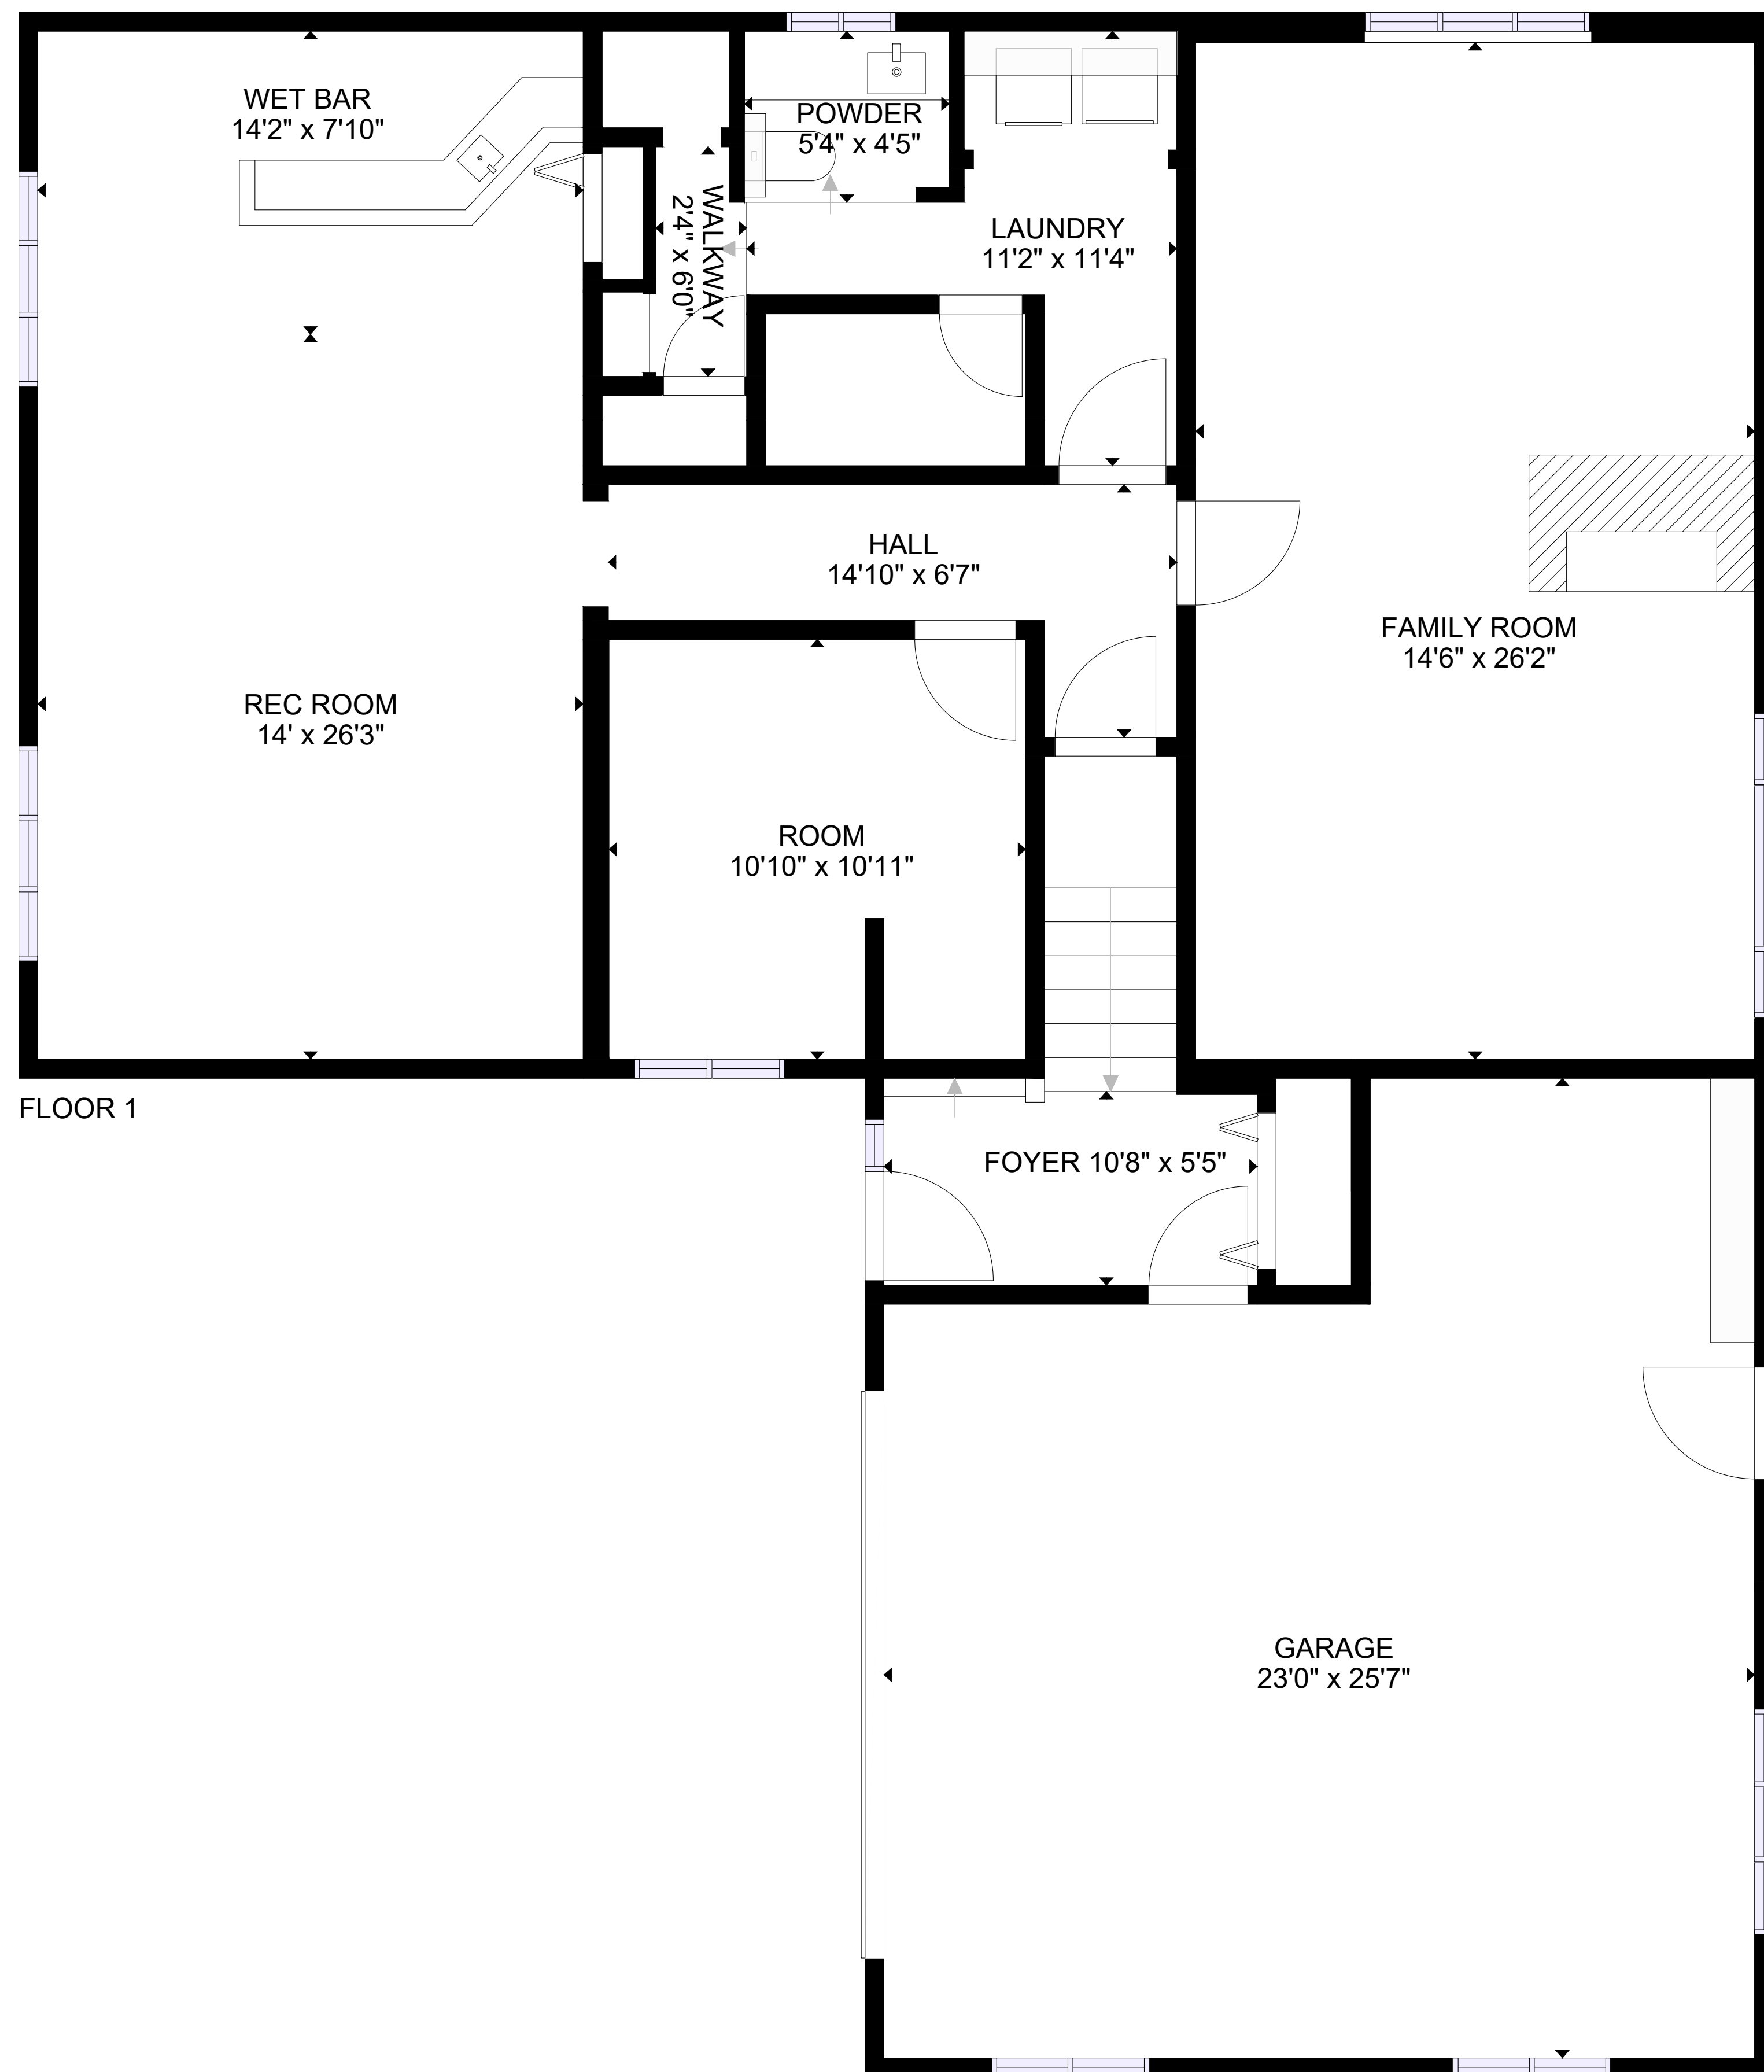 WET BAR
14'2" x 7'10"
POWDER
5'4" x 4'5"
WALKWAY
2'4" x 6'0"
LAUNDRY
11'2" x 11'4"
HALL
14'10" x 6'7"
FAMILY ROOM
14'6" x 26'2"
REC ROOM
14' x 26'3"
ROOM
10'10" x 10'11"
FLOOR 1
FOYER 10'8" x 5'5"
GARAGE
23'0" x 25'7"